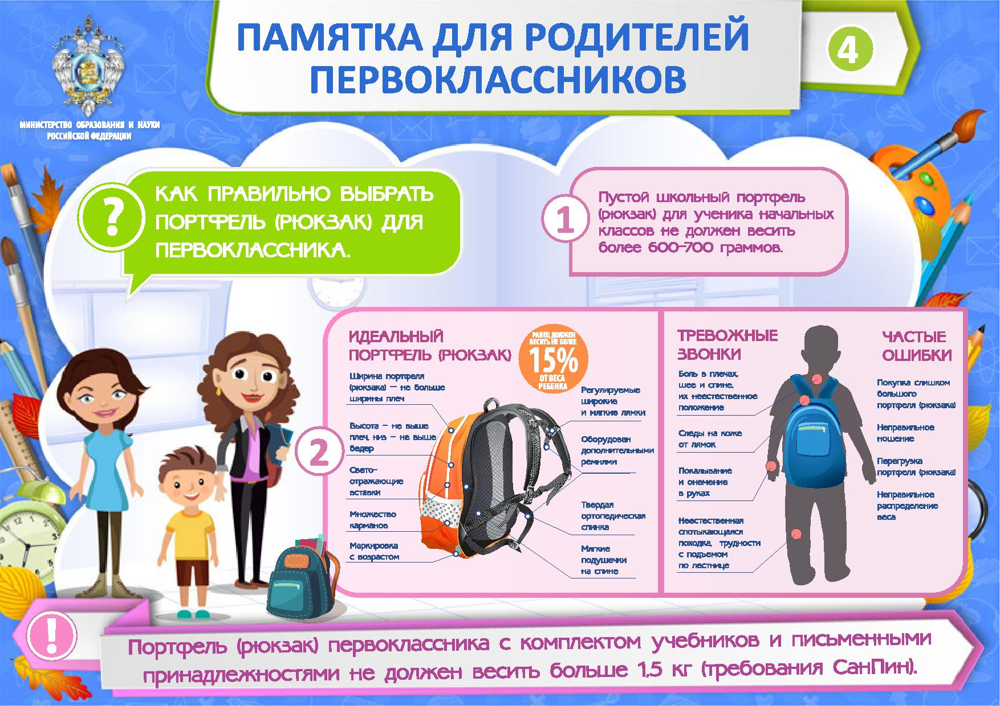 ПАМЯТКА ДЛЯ РОДИТЕЛЕЙ
ПЕРВОКЛАССНИКОВ
4
МИНИСТЕРСТВО ОБРАЗОВАНИЯ И НАУКИ
РОССИЙСКОЙ ФЕДЕРАЦИИ
?
КАК ПРАВИЛЬНО ВЫБРАТЬ
ПОРТФЕЛЬ (РЮКЗАК) ДЛЯ
ПЕРВОКЛАССНИКА.
1
Пустой школьный портфель
(рюкзак) для ученика начальных
классов не должен весить
более 600-700 граммов.
2
ИДЕАЛЬНЫЙ
ПОРТФЕЛЬ (РЮКЗАК)
РАНЕЦ ДОЛЖЕН
ВЕСИТЬ НЕ БОЛЕЕ
15%
ОТ ВЕСА
РЕБЕНКА
Ширина портфеля
(рюкзака) – не больше
ширины плеч
Высота – не выше
плеч, низ – не выше
бедер
Свето-
отражающие
вставки
Множество
карманов
Маркировка
с возрастом
Регулируемые
широкие
и мягкие лямки
Оборудован
дополнительными
ремнями
Твердая
ортопедическая
спинка
Мягкие
подушечки
на спине
ТРЕВОЖНЫЕ
ЗВОНКИ
Боль в плечах,
шее и спине,
их неестественное
положение
Следы на коже
от лямок
Покалывание
и онемение
в руках
Неестественная
спотыкающаяся
походка, трудности
с подъемом
по лестнице
ЧАСТЫЕ
ОШИБКИ
Покупка слишком
большого
портфеля (рюкзака)
Неправильное
ношение
Перегрузка
портфеля (рюкзака)
Неправильное
распределение
веса
!
Портфель (рюкзак) первоклассника с комплектом учебников и письменными
принадлежностями не должен весить больше 1,5 кг (требования СанПин).